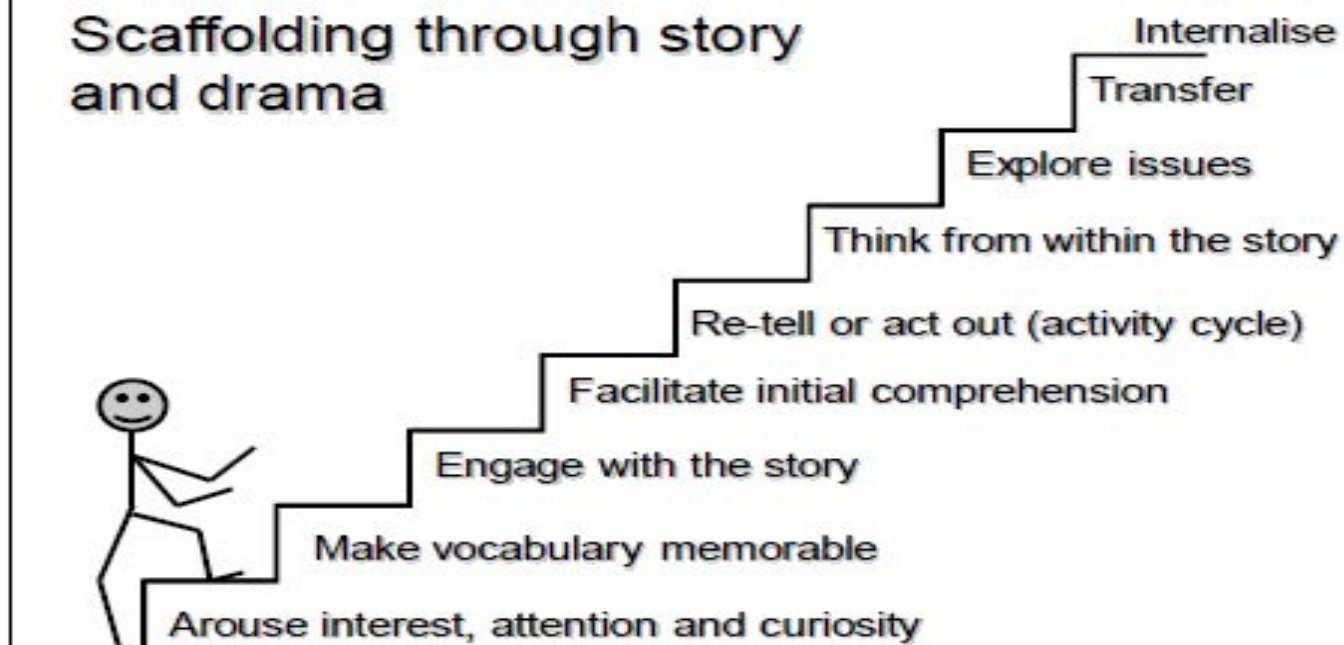 Scaffolding through story
and drama
Internalise
Transfer
Explore issues
Think from within the story
Re-tell or act out (activity cycle)
Facilitate initial comprehension
Engage with the story
Make vocabulary memorable
Arouse interest, attention and curiosity